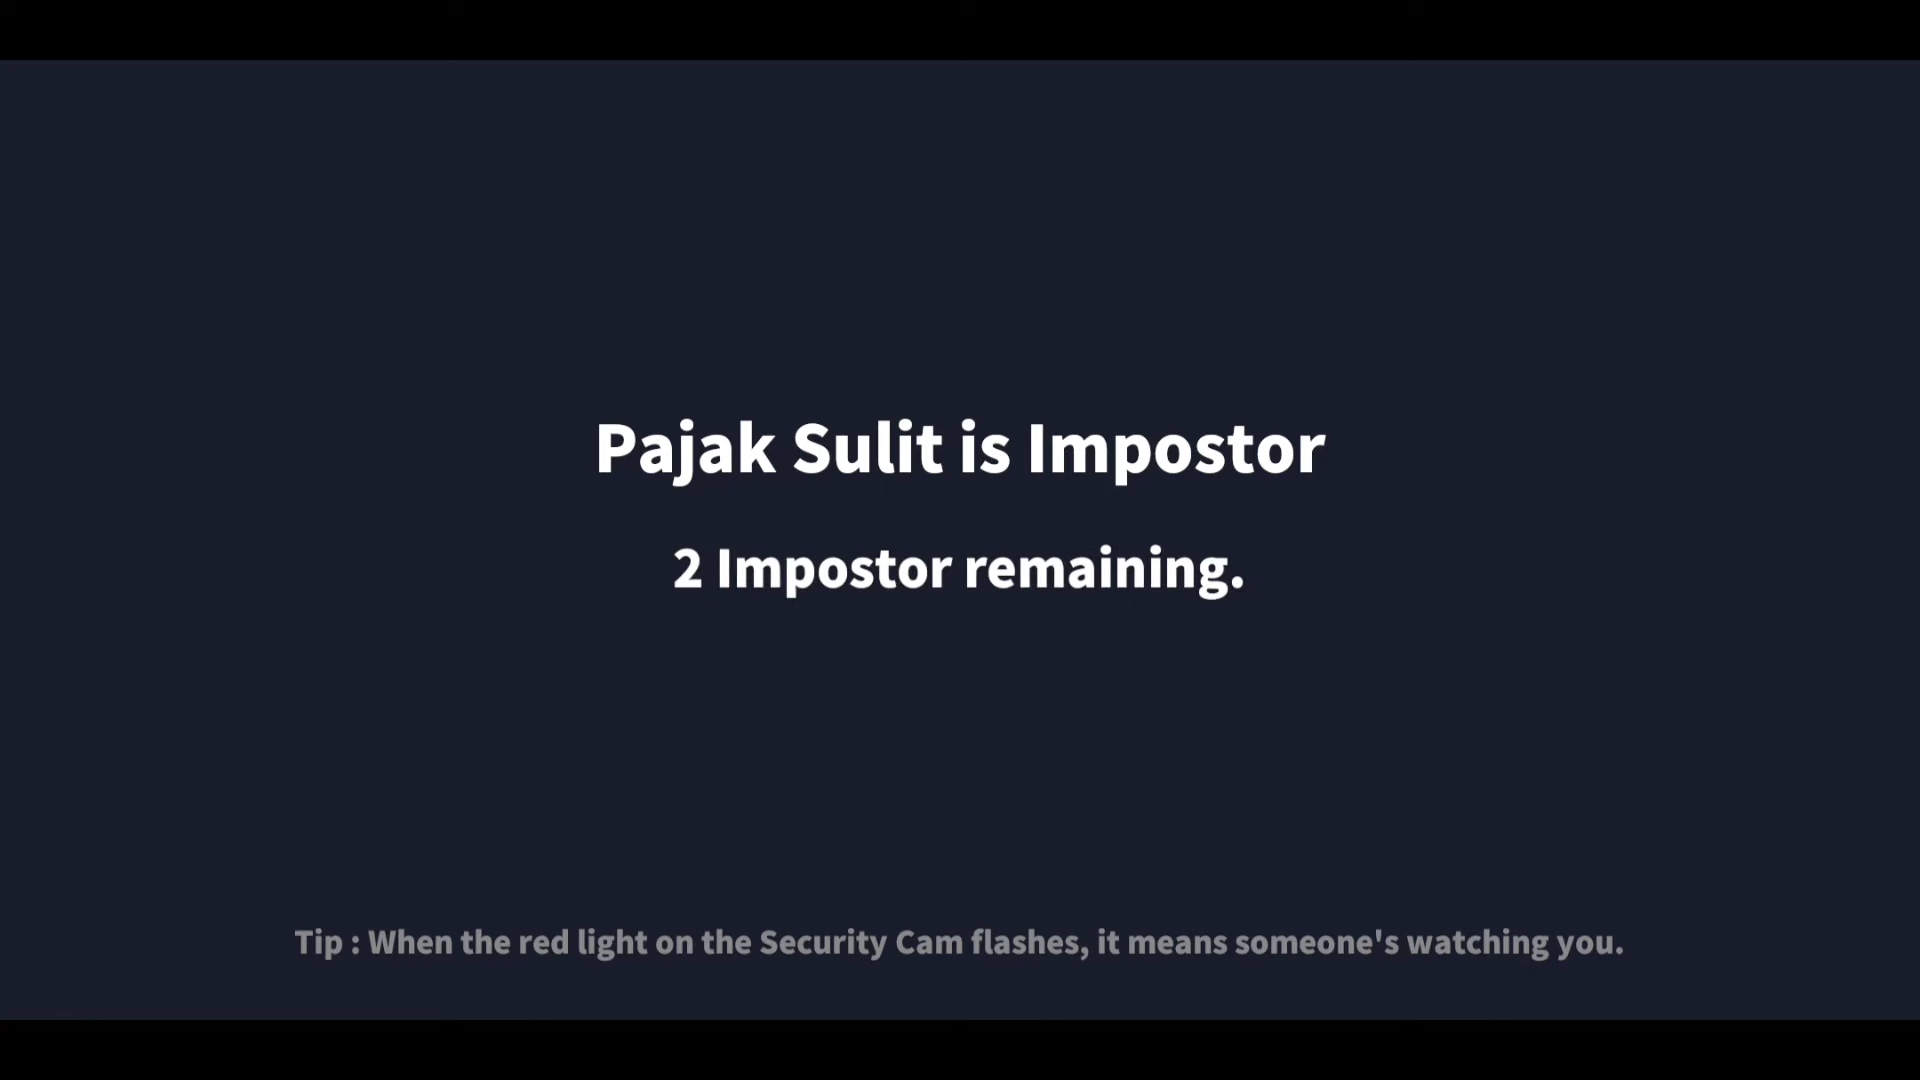 Pajak Sulit is Impostor
2 Impostor remaining.
Tip : When the red light on the Security Cam flashes, it means someone's watching you.